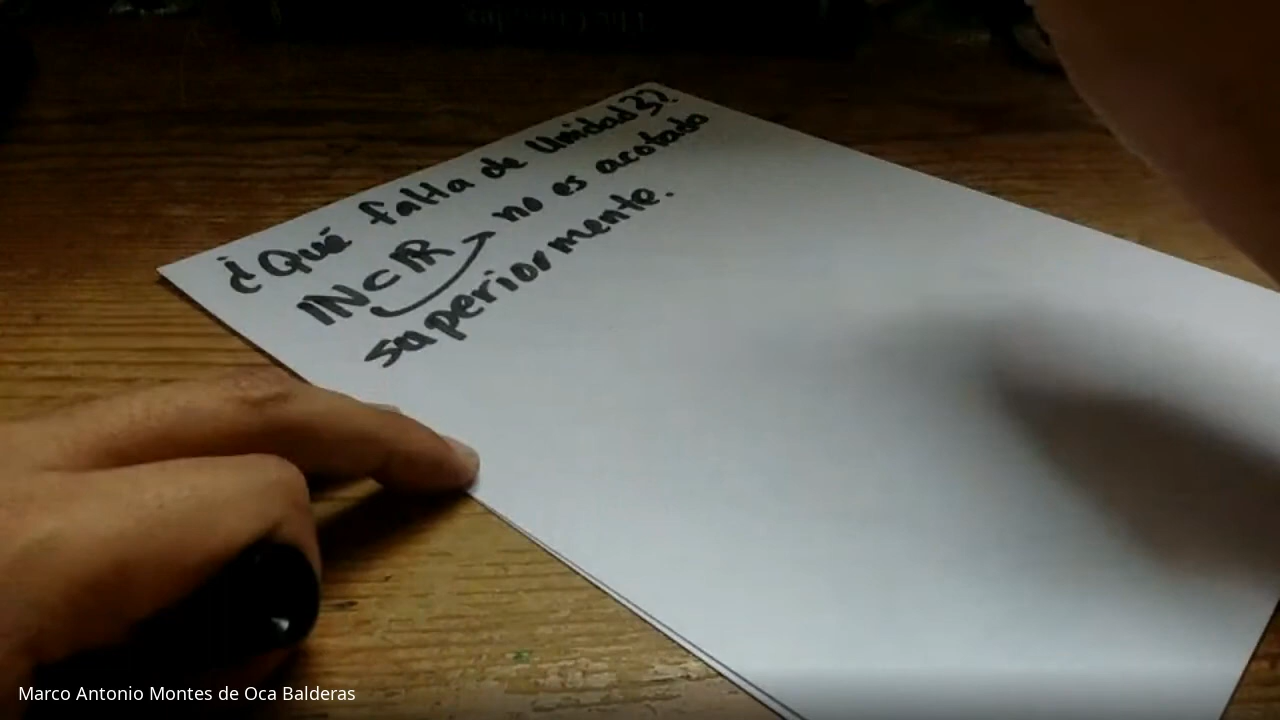 ¿Qué falta de Unidad 3?
ℕ⊂ℝ → no es acotado
superiormente.
Marco Antonio Montes de Oca Balderas